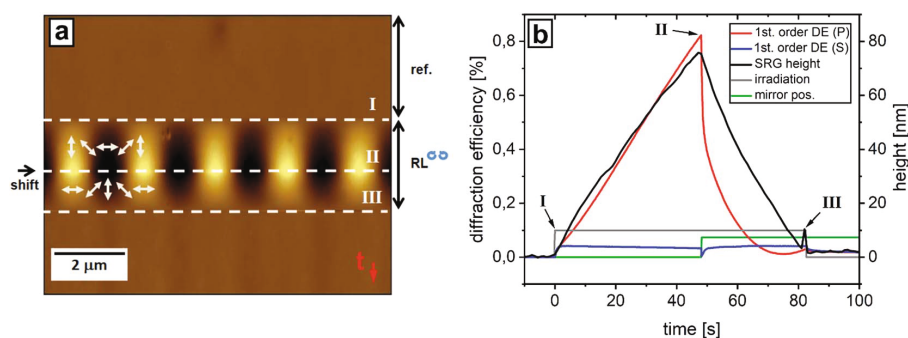 a
ref.
I
II
RL
shift
III
2 µm
t
b
diffraction efficiency [%]
0,8
0,6
0,4
0,2
0,0
I
II
III
1st. order DE (P)
1st. order DE (S)
SRG height
irradiation
mirror pos.
80
60
40
20
0
height [nm]
0 20 40 60 80 100
time [s]